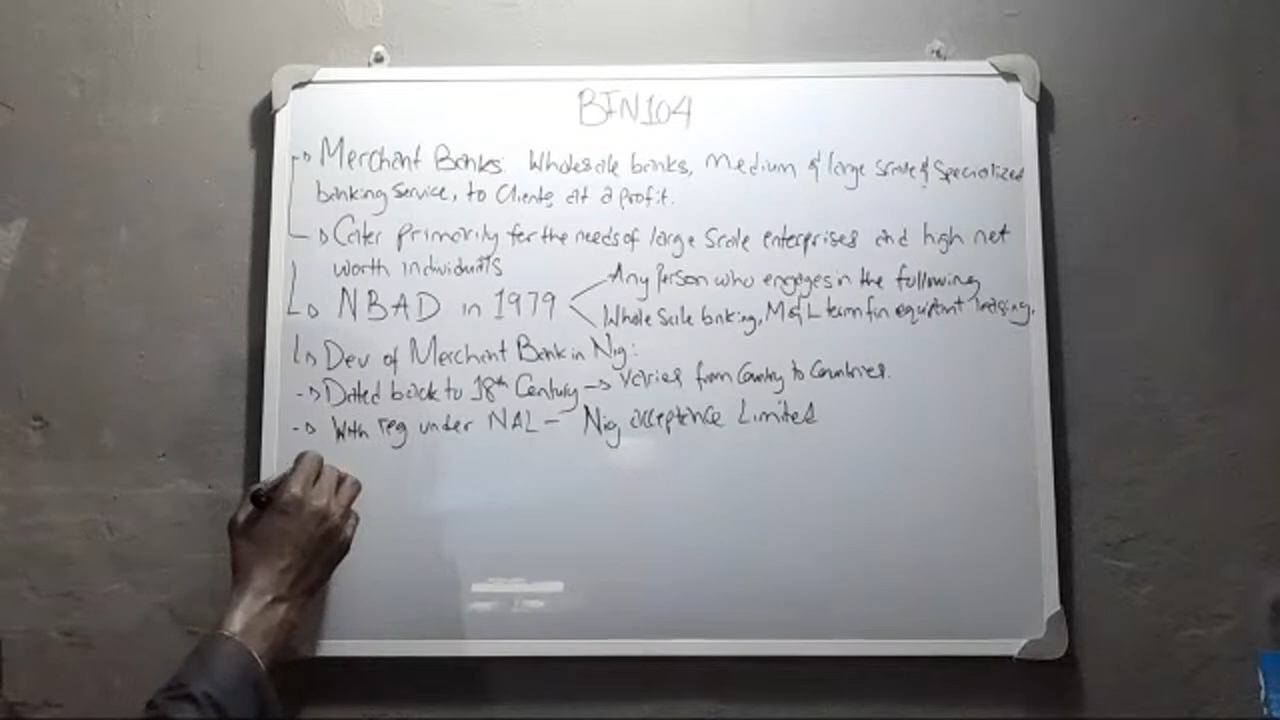 BFN104
Merchant Banks: Wholesale banks, Medium & large scale & Specialized
banking Service, to Clients at a profit.
Cater primarily for the needs of large Scale enterprises and high net
worth individuals
NBAD in 1979
Any Person who engages in the following
Whole Sale banking, M & L term fin equipment leasing.
Dev of Merchant Bank in Nig:
Dated back to 18th Century -> varies from Country to Countries.
With reg under NAL - Nig acceptance Limited